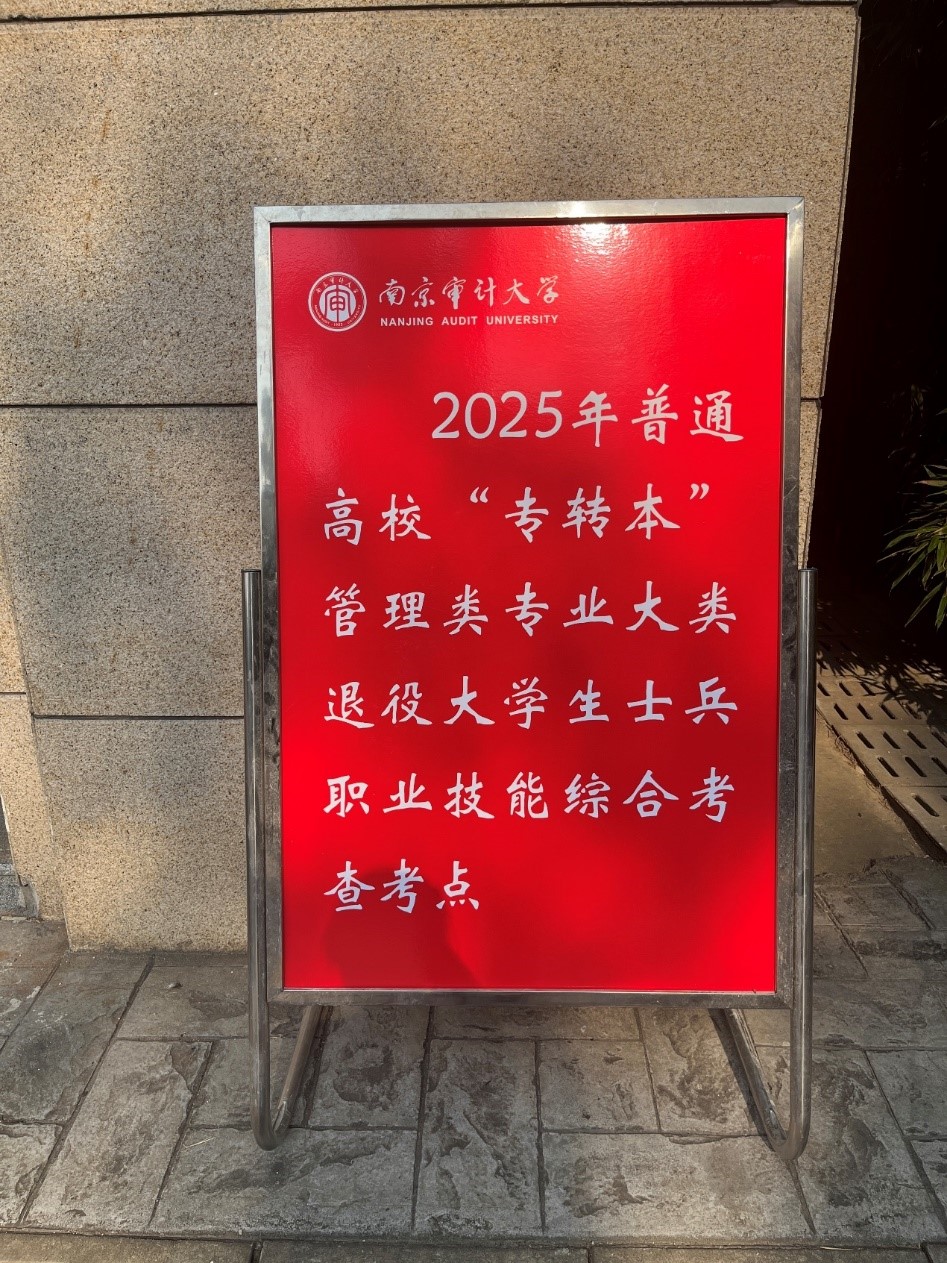 南京审计大学
NANJING AUDIT UNIVERSITY
2025年普通
高校“专转本”
管理类专业大类
退役大学生士兵
职业技能综合考
查考点